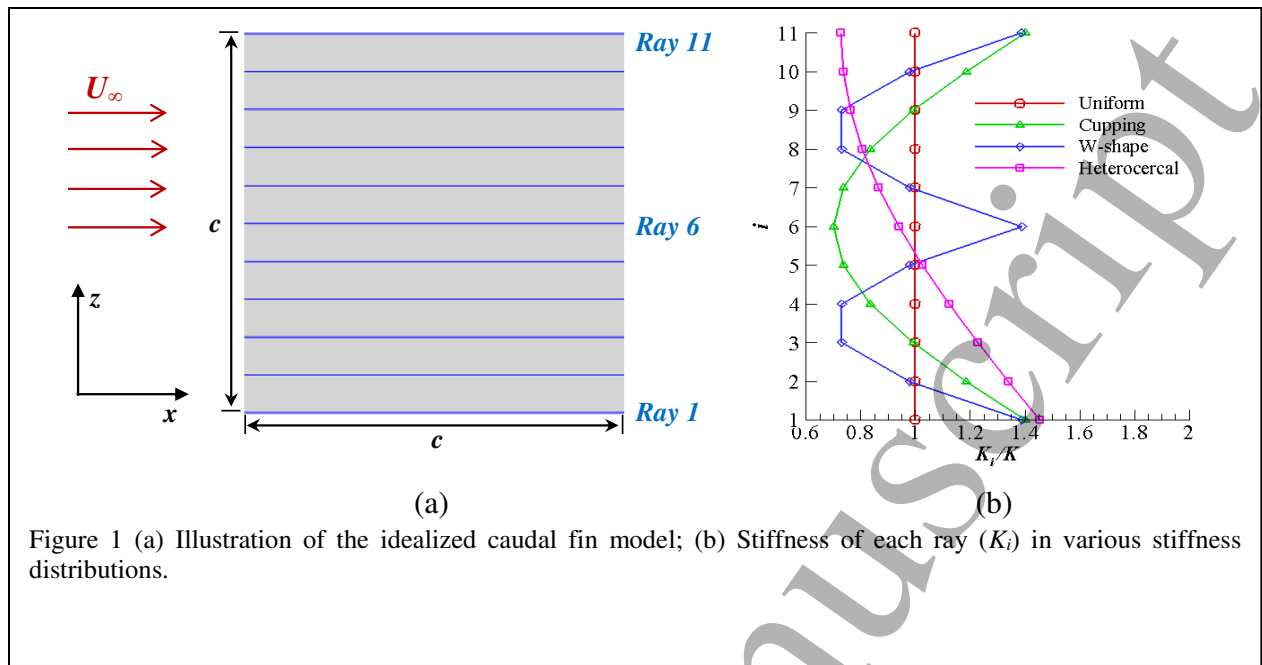 Ray 11
U∞
c
Ray 6
z
x
Ray 1
c
(a)
11
10
9
8
7
6
5
4
3
2
1
i
Uniform
Cupping
W-shape
Heterocercal
0.6 0.8 1 1.2 1.4 1.6 1.8 2
K_i/K
(b)
Figure 1 (a) Illustration of the idealized caudal fin model; (b) Stiffness of each ray (K_i) in various stiffness
distributions.